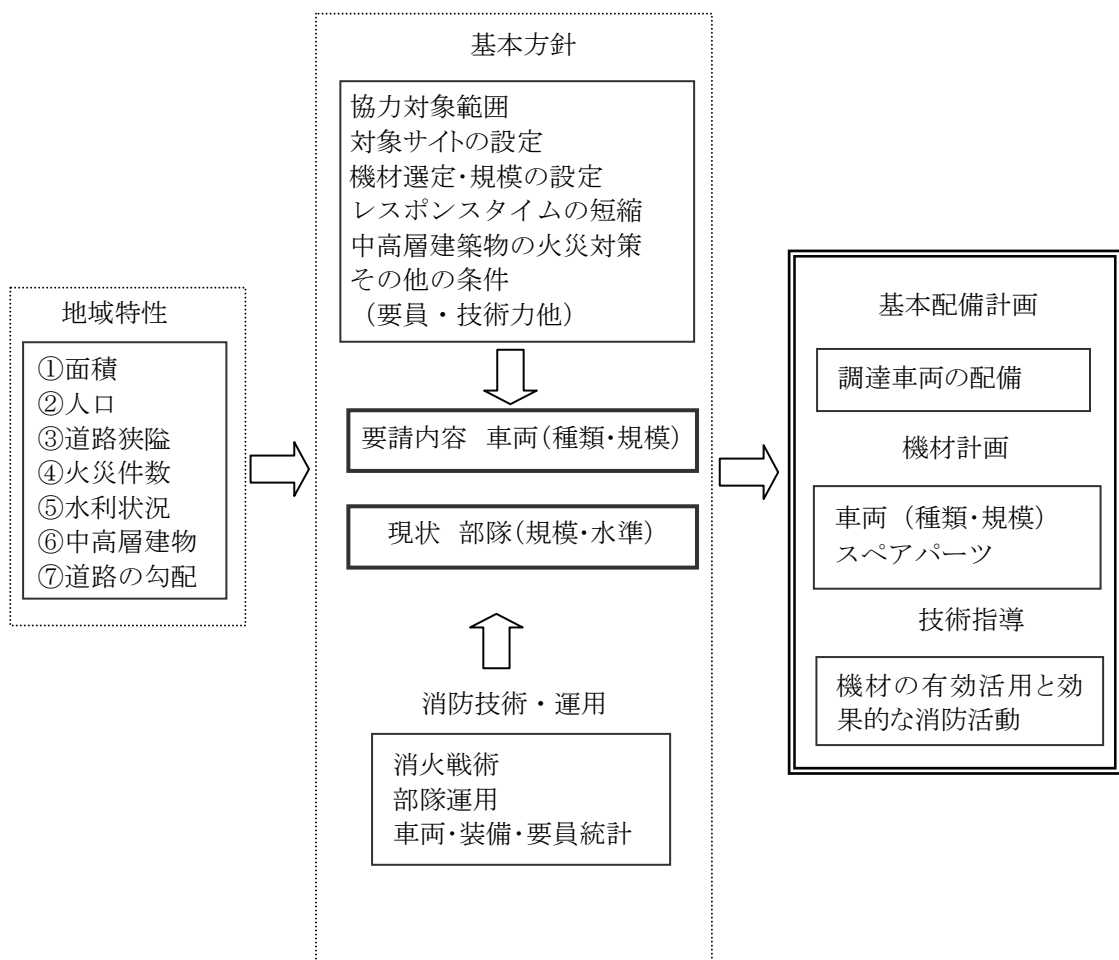 地域特性
①面積
②人口
③道路狭隘
④火災件数
⑤水利状況
⑥中高層建物
⑦道路の勾配
基本方針
協力対象範囲
対象サイトの設定
機材選定・規模の設定
レスポンスタイムの短縮
中高層建築物の火災対策
その他の条件
（要員・技術力他）
要請内容 車両(種類・規模)
現状 部隊(規模・水準)
消防技術・運用
消火戦術
部隊運用
車両・装備・要員統計
基本配備計画
調達車両の配備
機材計画
車両 (種類・規模)
スペアパーツ
技術指導
機材の有効活用と効
果的な消防活動